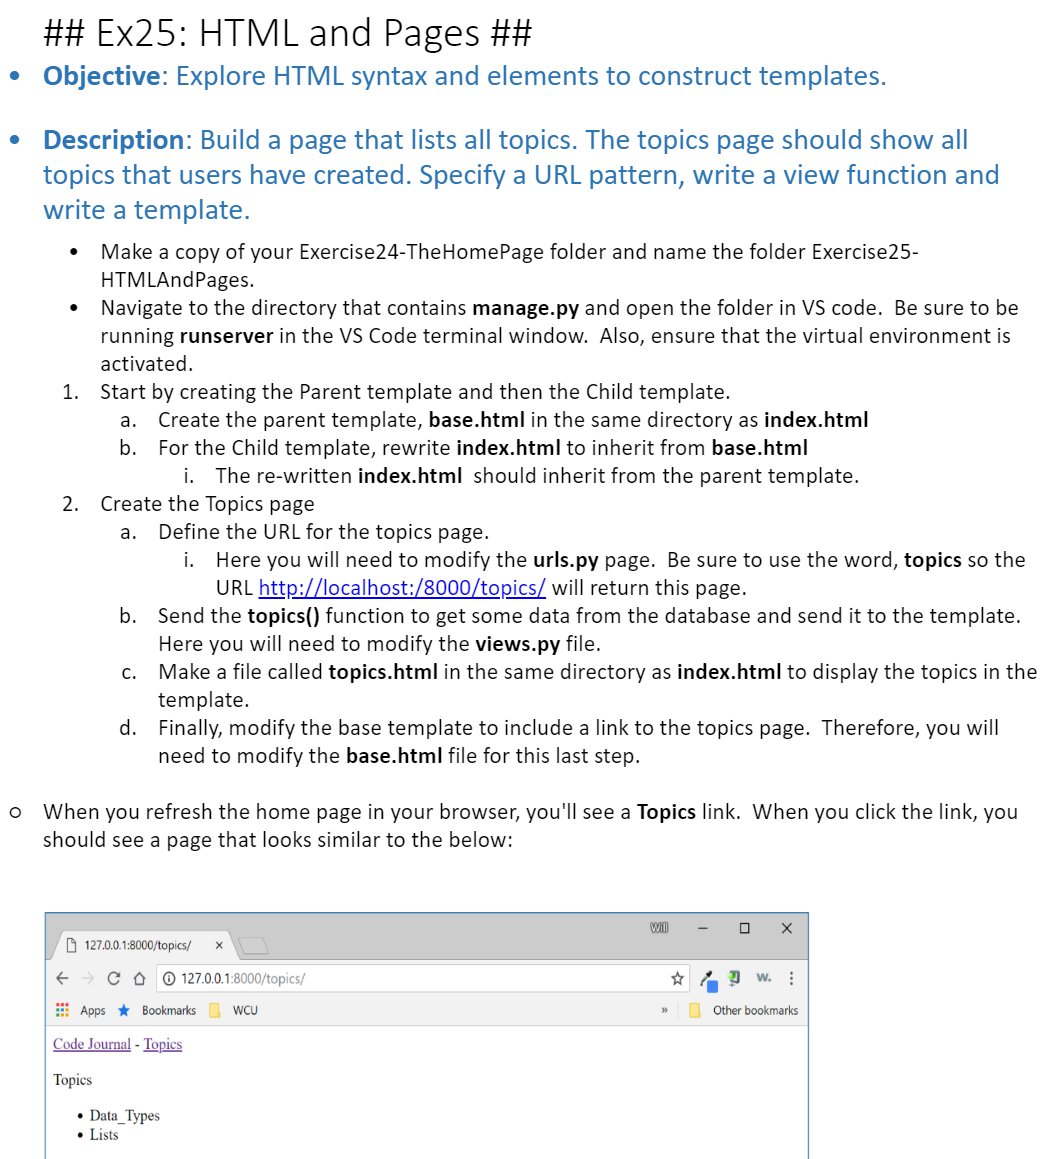 ## Ex25: HTML and Pages ##
• Objective: Explore HTML syntax and elements to construct templates.
• Description: Build a page that lists all topics. The topics page should show all
topics that users have created. Specify a URL pattern, write a view function and
write a template.
• Make a copy of your Exercise24-TheHomePage folder and name the folder Exercise25-
HTMLAndPages.
• Navigate to the directory that contains manage.py and open the folder in VS code. Be sure to be
running runserver in the VS Code terminal window. Also, ensure that the virtual environment is
activated.
1. Start by creating the Parent template and then the Child template.
a. Create the parent template, base.html in the same directory as index.html
b. For the Child template, rewrite index.html to inherit from base.html
i. The re-written index.html should inherit from the parent template.
2. Create the Topics page
a. Define the URL for the topics page.
i. Here you will need to modify the urls.py page. Be sure to use the word, topics so the
URL http://localhost:/8000/topics/ will return this page.
b. Send the topics() function to get some data from the database and send it to the template.
Here you will need to modify the views.py file.
c. Make a file called topics.html in the same directory as index.html to display the topics in the
template.
d. Finally, modify the base template to include a link to the topics page. Therefore, you will
need to modify the base.html file for this last step.
○ When you refresh the home page in your browser, you'll see a Topics link. When you click the link, you
should see a page that looks similar to the below:
Will
127.0.0.1:8000/topics/
127.0.0.1:8000/topics/ W.
Apps Bookmarks WCU » Other bookmarks
Code Journal - Topics
Topics
• Data_Types
• Lists